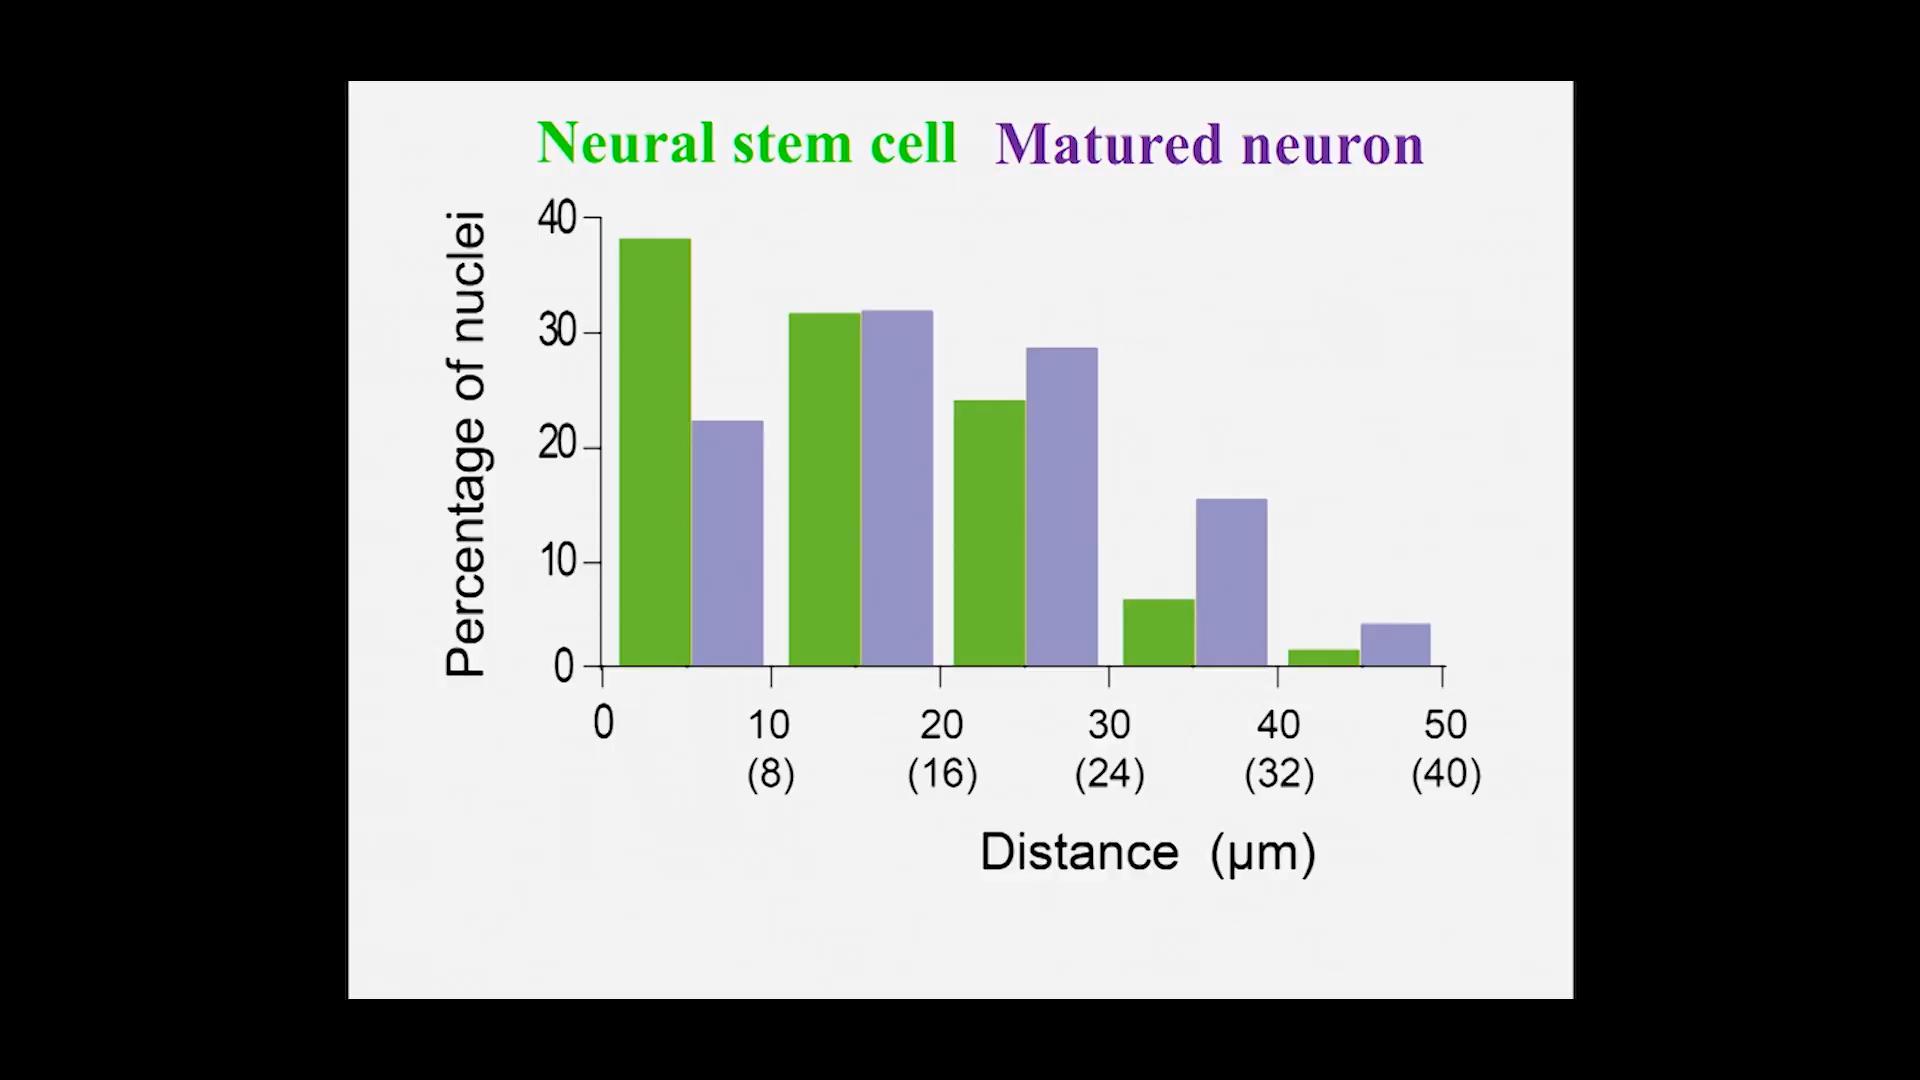 Neural stem cell Matured neuron
Percentage of nuclei
40
30
20
10
0
0 10 20 30 40 50
(8) (16) (24) (32) (40)
Distance (µm)